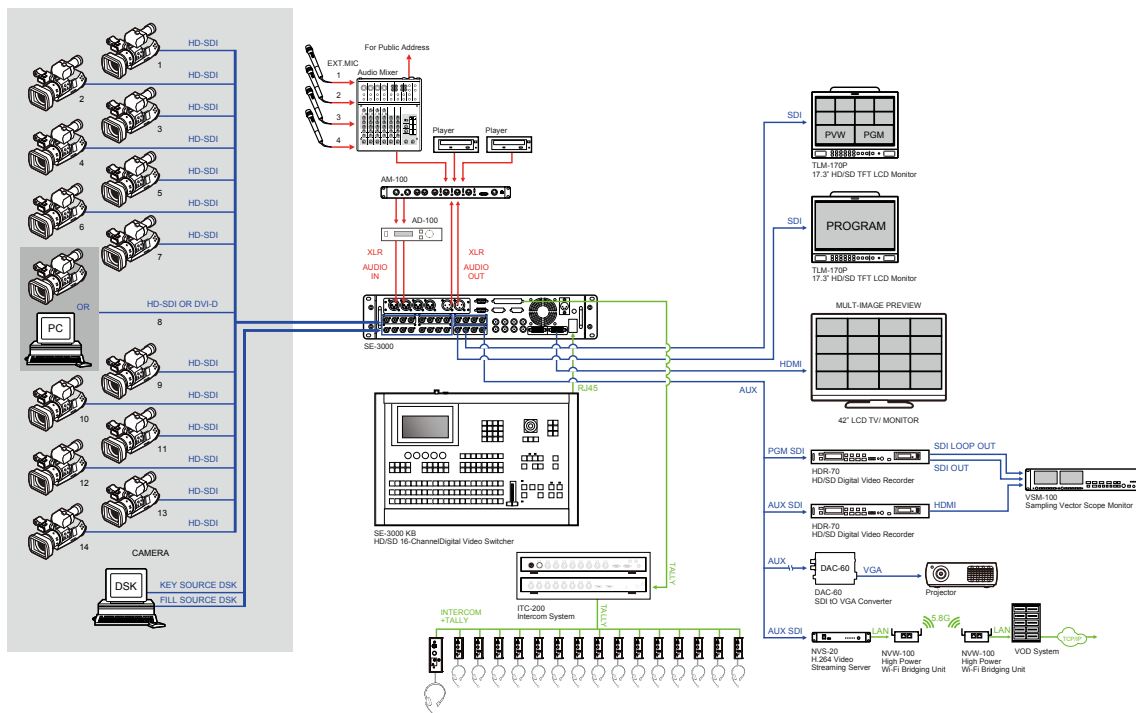 HD-SDI
1
HD-SDI
2
HD-SDI
3
HD-SDI
4
HD-SDI
5
HD-SDI
6
HD-SDI
7
OR
HD-SDI OR DVI-D
8
PC
HD-SDI
9
HD-SDI
10
HD-SDI
11
HD-SDI
12
HD-SDI
13
HD-SDI
14
CAMERA
DSK
KEY SOURCE DSK
FILL SOURCE DSK
For Public Address
EXT.MIC
Audio Mixer
1
2
3
4
Player
Player
AM-100
AD-100
XLR
AUDIO
IN
XLR
AUDIO
OUT
SE-3000
RJ45
SE-3000 KB
HD/SD 16-ChannelDigital Video Switcher
TALLY
ITC-200
Intercom System
TALLY
INTERCOM
+TALLY
SDI
PVW
PGM
TLM-170P
17.3" HD/SD TFT LCD Monitor
SDI
PROGRAM
TLM-170P
17.3" HD/SD TFT LCD Monitor
MULT-IMAGE PREVIEW
HDMI
42" LCD TV/ MONITOR
AUX
PGM SDI
HDR-70
HD/SD Digital Video Recorder
SDI LOOP OUT
SDI OUT
VSM-100
Sampling Vector Scope Monitor
AUX SDI
HDR-70
HD/SD Digital Video Recorder
HDMI
AUX
DAC-60
DAC-60
SDI tO VGA Converter
VGA
Projector
AUX SDI
NVS-20
H.264 Video
Streaming Server
LAN
5.8G
NVW-100
High Power
Wi-Fi Bridging Unit
NVW-100
High Power
Wi-Fi Bridging Unit
LAN
VOD System
TCP/IP